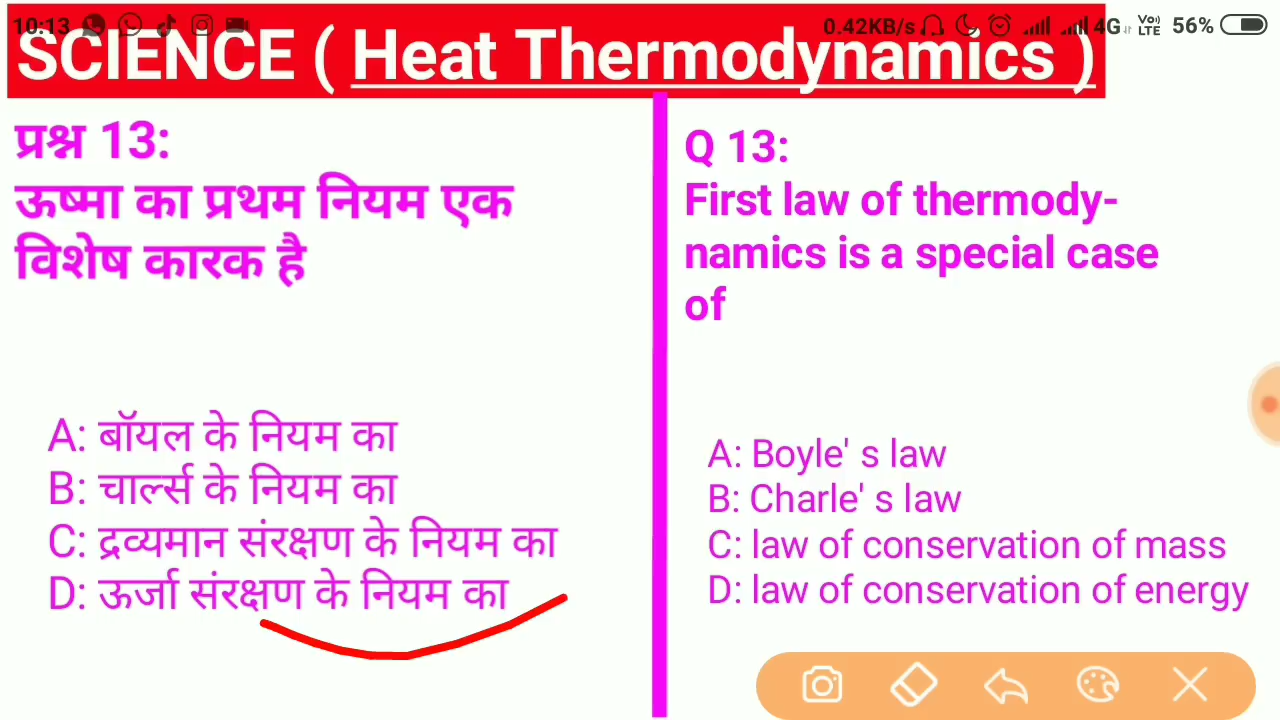 10:13
0.42KB/s
4G
Vo)
LTE
56%
SCIENCE ( Heat Thermodynamics )
प्रश्न 13:
ऊष्मा का प्रथम नियम एक
विशेष कारक है
A: बॉयल के नियम का
B: चार्ल्स के नियम का
C: द्रव्यमान संरक्षण के नियम का
D: ऊर्जा संरक्षण के नियम का
Q 13:
First law of thermody-
namics is a special case
of
A: Boyle' s law
B: Charle' s law
C: law of conservation of mass
D: law of conservation of energy